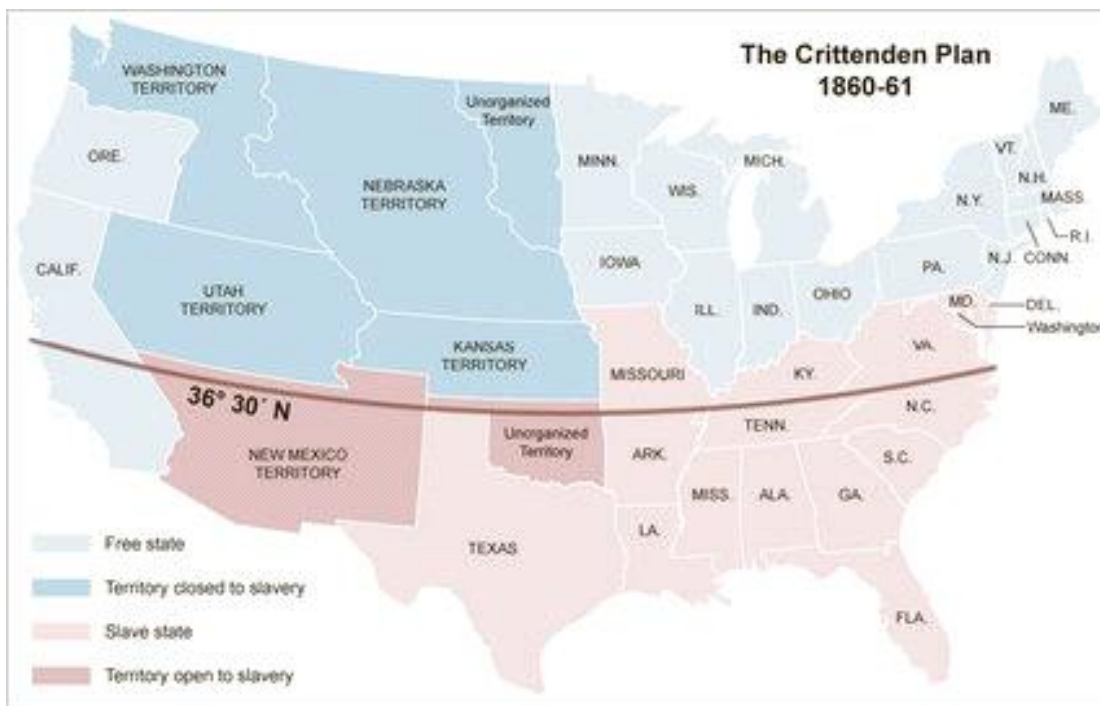 The Crittenden Plan
1860-61
WASHINGTON
TERRITORY
Unorganized
Territory
ME.
ORE.
MINN.
MICH.
VT.
N.H.
NEBRASKA
TERRITORY
WIS.
N.Y.
MASS.
R.I.
CALIF.
IOWA
PA.
N.J.
CONN.
UTAH
TERRITORY
ILL.
IND.
OHIO
MD.
DEL.
Washington
KANSAS
TERRITORY
MISSOURI
KY.
VA.
36° 30´ N
N.C.
TENN.
NEW MEXICO
TERRITORY
Unorganized
Territory
ARK.
S.C.
MISS.
ALA.
GA.
TEXAS
LA.
FLA.
Free state
Territory closed to slavery
Slave state
Territory open to slavery